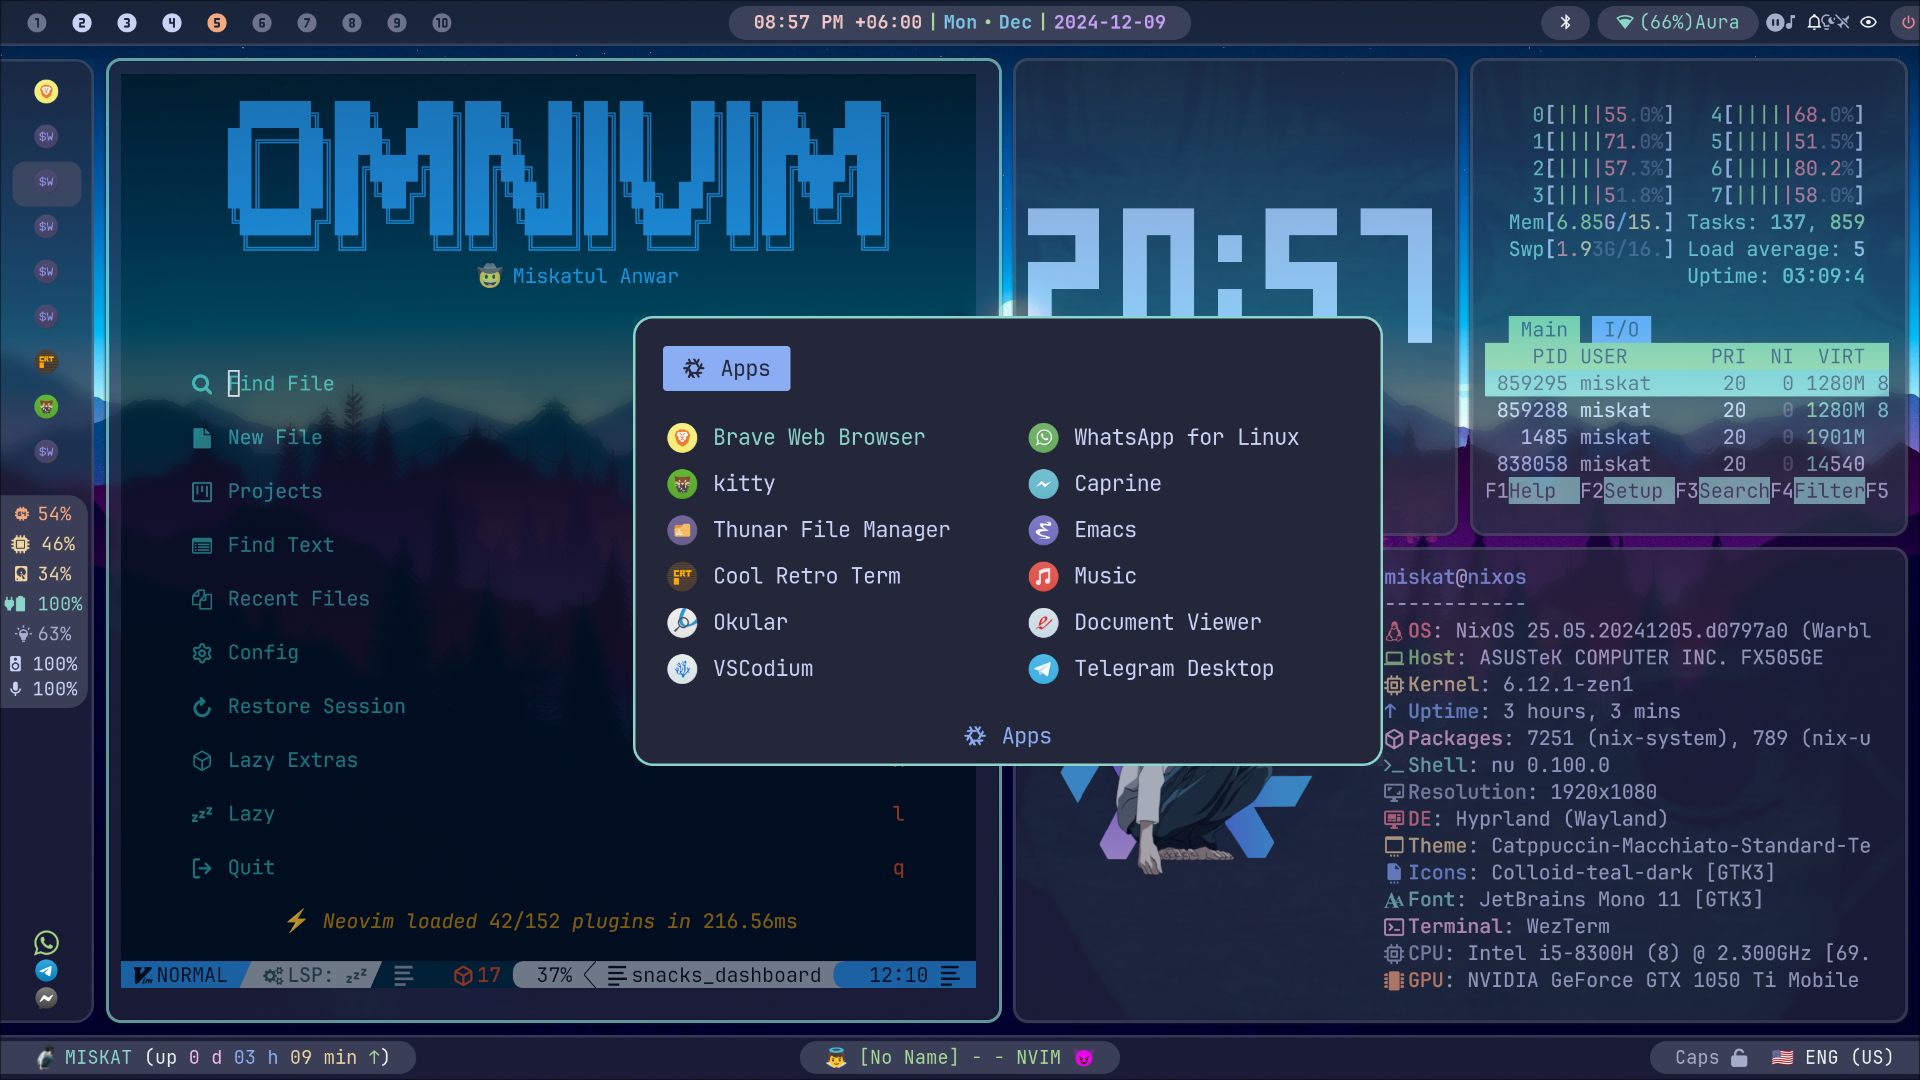 1 2 3 4 5 6 7 8 9 10
08:57 PM +06:00 | Mon • Dec | 2024-12-09
(66%)Aura
$W
$W
$W
$W
$W
CRT
$W
54%
46%
34%
100%
63%
100%
100%
OMNIVIM
Miskatul Anwar
Find File
New File
Projects
Find Text
Recent Files
Config
Restore Session
Lazy Extras
Lazy l
Quit q
Neovim loaded 42/152 plugins in 216.56ms
NORMAL LSP: 17 37% snacks_dashboard 12:10
20:57
0[||||55.0%] 4[|||||68.0%]
1[||||71.0%] 5[|||||51.5%]
2[||||57.3%] 6[|||||80.2%]
3[||||51.8%] 7[|||||58.0%]
Mem[6.85G/15.] Tasks: 137, 859
Swp[1.93G/16.] Load average: 5
Uptime: 03:09:4
Main I/O
PID USER PRI NI VIRT
859295 miskat 20 0 1280M 8
859288 miskat 20 0 1280M 8
1485 miskat 20 0 1901M
838058 miskat 20 0 14540
F1Help F2Setup F3SearchF4FilterF5
Apps
Brave Web Browser
kitty
Thunar File Manager
CRT Cool Retro Term
Okular
VSCodium
WhatsApp for Linux
Caprine
Emacs
Music
Document Viewer
Telegram Desktop
Apps
miskat@nixos
------------
OS: NixOS 25.05.20241205.d0797a0 (Warbl
Host: ASUSTeK COMPUTER INC. FX505GE
Kernel: 6.12.1-zen1
Uptime: 3 hours, 3 mins
Packages: 7251 (nix-system), 789 (nix-u
Shell: nu 0.100.0
Resolution: 1920x1080
DE: Hyprland (Wayland)
Theme: Catppuccin-Macchiato-Standard-Te
Icons: Colloid-teal-dark [GTK3]
Font: JetBrains Mono 11 [GTK3]
Terminal: WezTerm
CPU: Intel i5-8300H (8) @ 2.300GHz [69.
GPU: NVIDIA GeForce GTX 1050 Ti Mobile
MISKAT (up 0 d 03 h 09 min ↑)
[No Name] - - NVIM
Caps ENG (US)